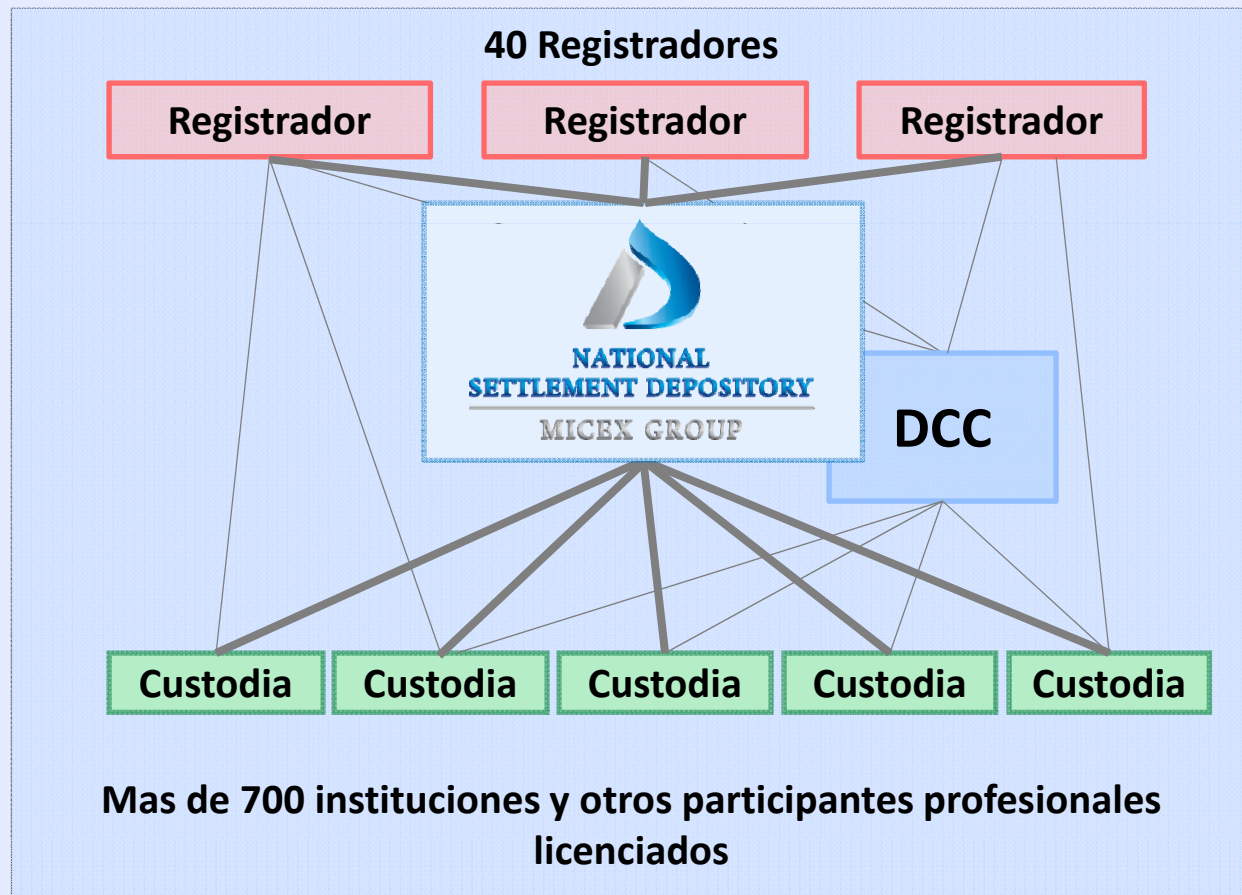 40 Registradores
Registrador
Registrador
Registrador
NATIONAL
SETTLEMENT DEPOSITORY
MICEX GROUP
DCC
Custodia
Custodia
Custodia
Custodia
Custodia
Mas de 700 instituciones y otros participantes profesionales
licenciados